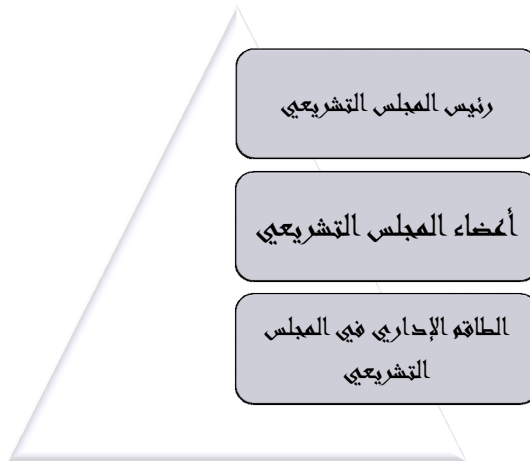 رئيس المجلس التشريعي
أعضاء المجلس التشريعي
الطاقم الإداري في المجلس
التشريعي